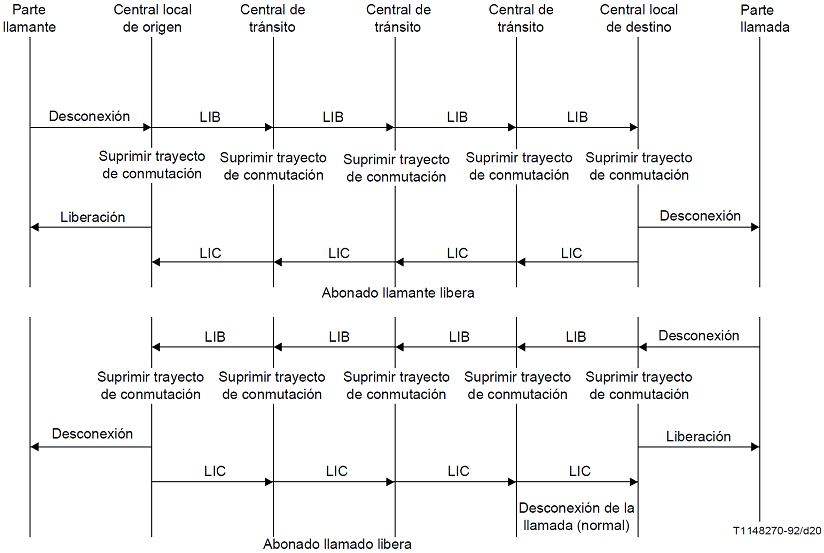 Parte
llamante
Central local
de origen
Central de
tránsito
Central de
tránsito
Central de
tránsito
Central local
de destino
Parte
llamada
Desconexión
LIB
LIB
LIB
LIB
Suprimir trayecto
de conmutación
Suprimir trayecto
de conmutación
Suprimir trayecto
de conmutación
Suprimir trayecto
de conmutación
Suprimir trayecto
de conmutación
Liberación
Desconexión
LIC
LIC
LIC
LIC
Abonado llamante libera
LIB
LIB
LIB
LIB
Desconexión
Suprimir trayecto
de conmutación
Suprimir trayecto
de conmutación
Suprimir trayecto
de conmutación
Suprimir trayecto
de conmutación
Suprimir trayecto
de conmutación
Desconexión
Liberación
LIC
LIC
LIC
LIC
Desconexión de la
llamada (normal)
T1148270-92/d20
Abonado llamado libera